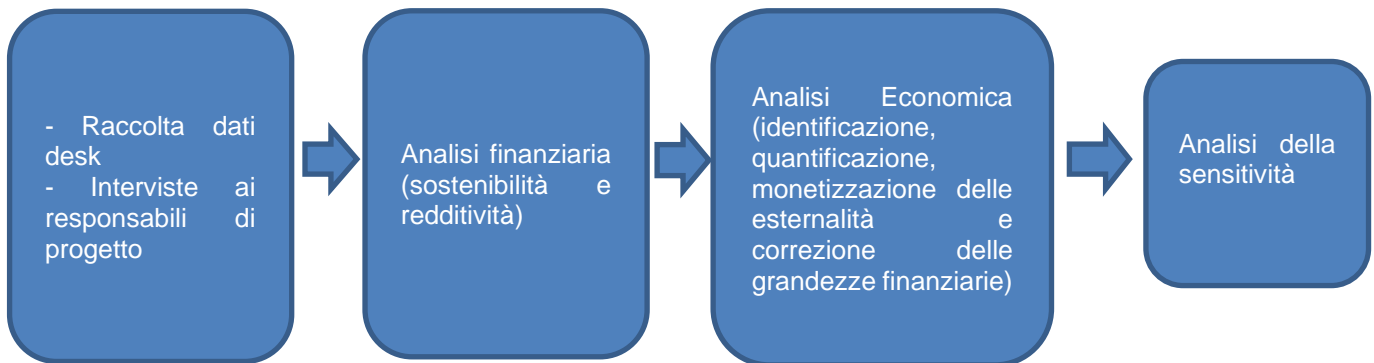 - Raccolta dati
desk
- Interviste ai
responsabili di
progetto
Analisi finanziaria
(sostenibilità e
redditività)
Analisi Economica
(identificazione,
quantificazione,
monetizzazione delle
esternalità e
correzione delle
grandezze finanziarie)
Analisi della
sensitività